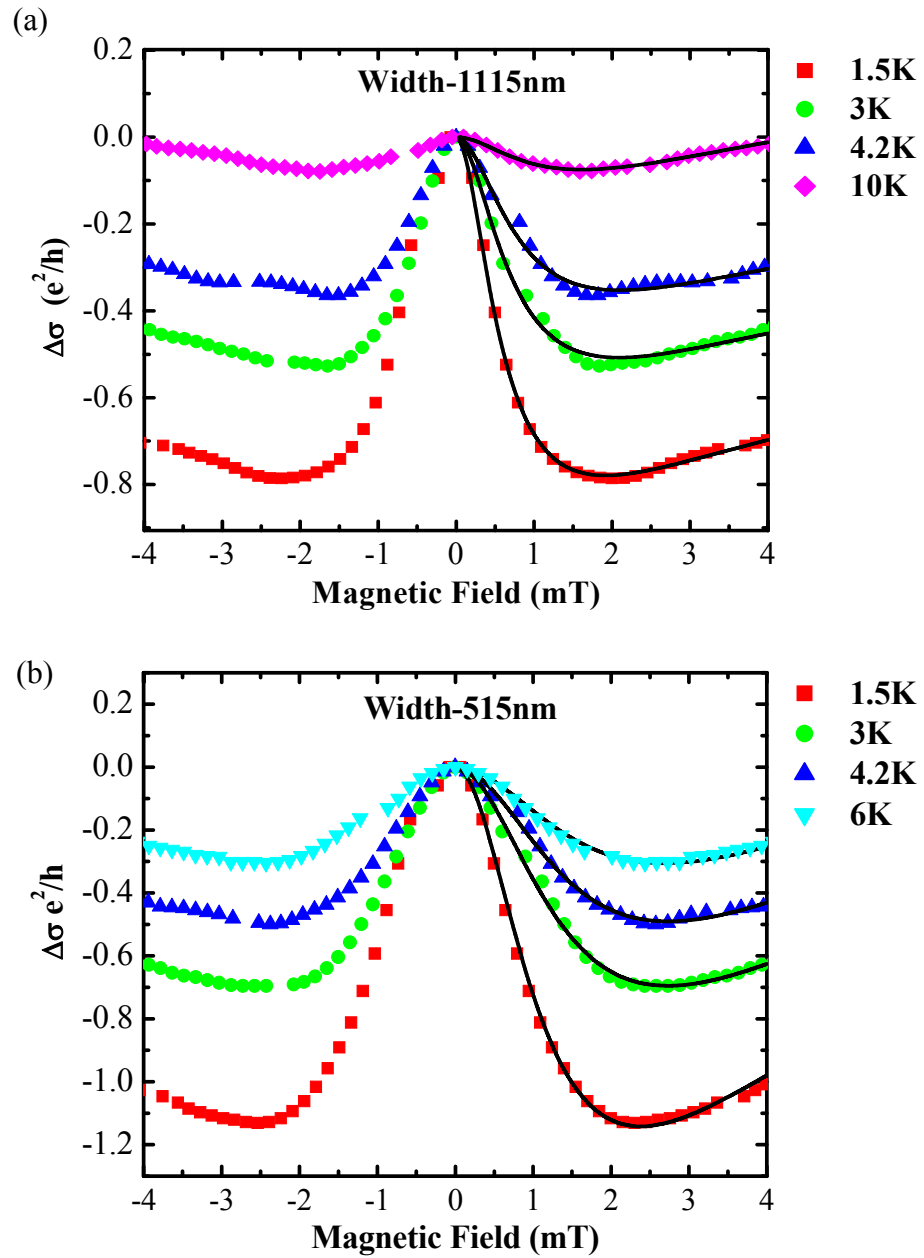 (a)
0.2
0.0
-0.2
-0.4
-0.6
-0.8
Δσ (e²/h)
Width-1115nm
1.5K
3K
4.2K
10K
-4 -3 -2 -1 0 1 2 3 4
Magnetic Field (mT)
(b)
0.2
0.0
-0.2
-0.4
-0.6
-0.8
-1.0
-1.2
Δσ e²/h
Width-515nm
1.5K
3K
4.2K
6K
-4 -3 -2 -1 0 1 2 3 4
Magnetic Field (mT)